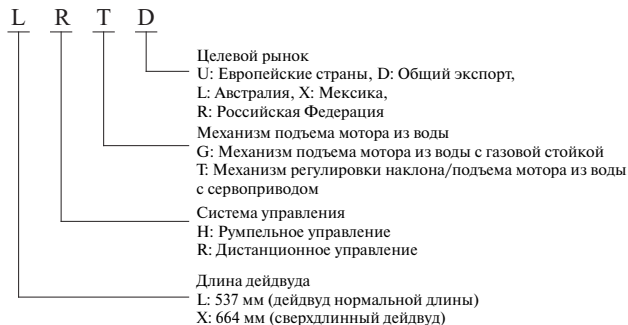 L R T D
Целевой рынок
U: Европейские страны, D: Общий экспорт,
L: Австралия, X: Мексика,
R: Российская Федерация
Механизм подъема мотора из воды
G: Механизм подъема мотора из воды с газовой стойкой
T: Механизм регулировки наклона/подъема мотора из воды
с сервоприводом
Система управления
H: Румпельное управление
R: Дистанционное управление
Длина дейдвуда
L: 537 мм (дейдвуд нормальной длины)
X: 664 мм (сверхдлинный дейдвуд)